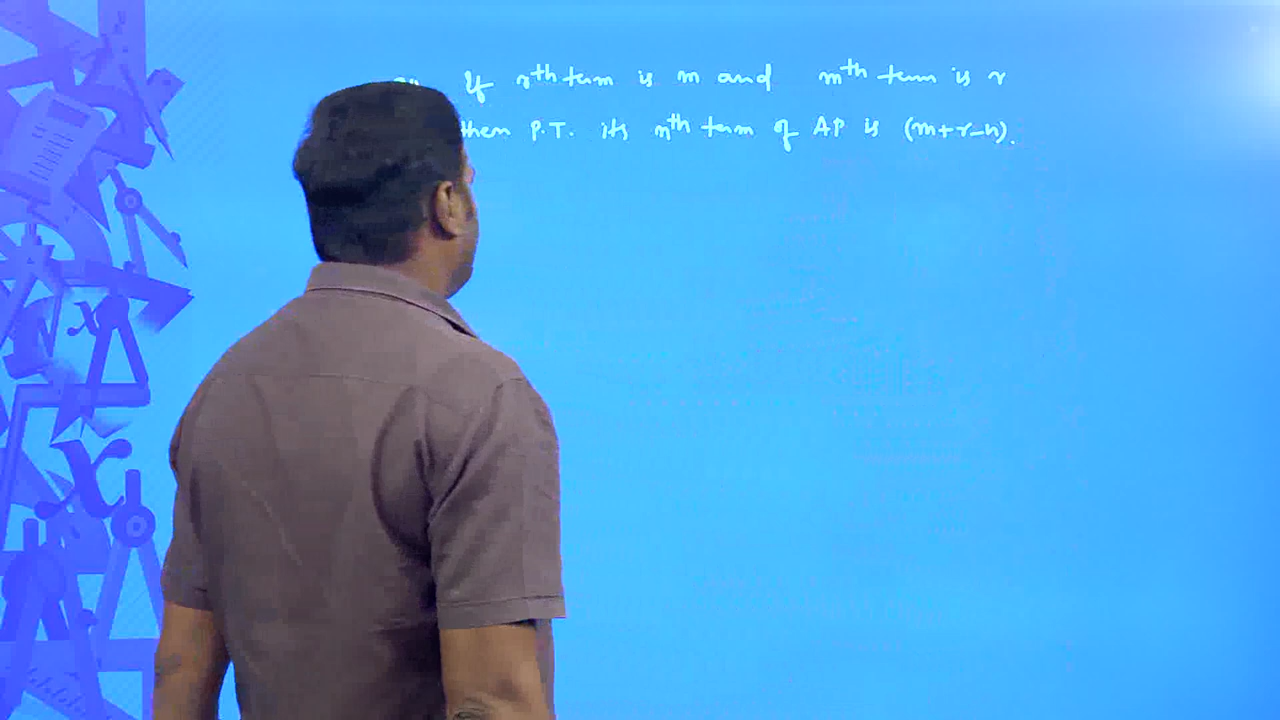 If rth term is m and mth term is r
then P.T. its nth term of AP is (m+r-n).